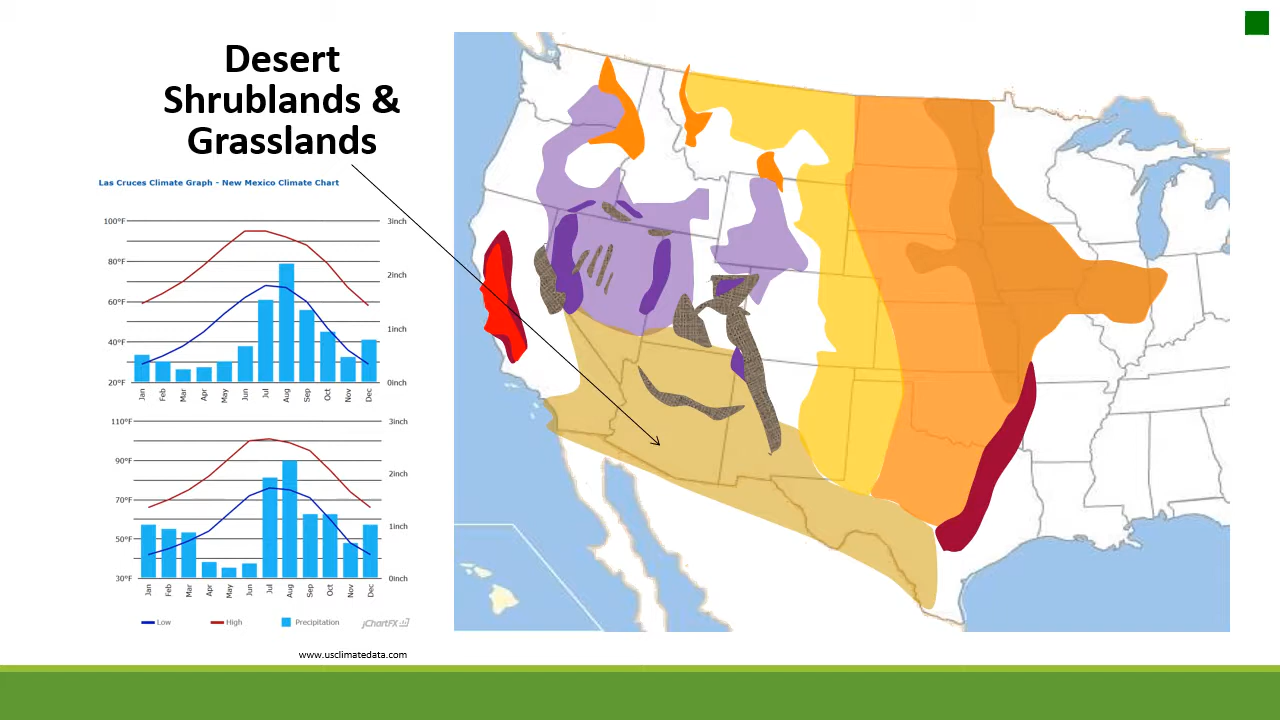 Desert
Shrublands &
Grasslands
Las Cruces Climate Graph - New Mexico Climate Chart
100°F
80°F
60°F
40°F
20°F
3inch
2inch
1inch
0inch
Jan Feb Mar Apr May Jun Jul Aug Sep Oct Nov Dec
110°F
90°F
70°F
50°F
30°F
3inch
2inch
1inch
0inch
Jan Feb Mar Apr May Jun Jul Aug Sep Oct Nov Dec
Low High Precipitation jChartFX
www.usclimatedata.com